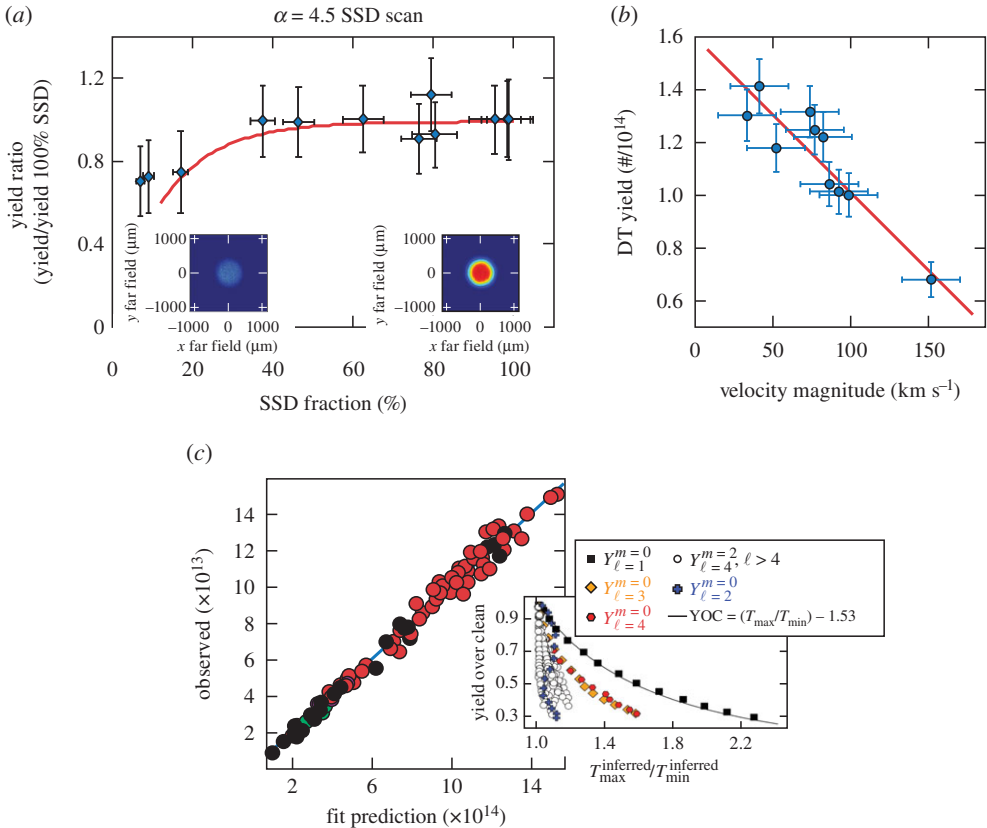 (a)
α = 4.5 SSD scan
yield ratio
(yield/yield 100% SSD)
1.2
0.8
0.4
0
0 20 40 60 80 100
SSD fraction (%)
y far field (µm)
1000
0
−1000
−1000 0 1000
x far field (µm)
y far field (µm)
1000
0
−1000
−1000 0 1000
x far field (µm)
(b)
DT yield (#/10¹⁴)
1.6
1.4
1.2
1.0
0.8
0.6
0 50 100 150
velocity magnitude (km s⁻¹)
(c)
observed (×10¹³)
14
12
10
8
6
4
2
2 6 10 14
fit prediction (×10¹⁴)
Y_{ℓ=1}^{m=0}
Y_{ℓ=4}^{m=2}, ℓ > 4
Y_{ℓ=3}^{m=0}
Y_{ℓ=2}^{m=0}
Y_{ℓ=4}^{m=0}
YOC = (T_max/T_min) − 1.53
yield over clean
0.9
0.7
0.5
0.3
1.0 1.4 1.8 2.2
T_max^inferred/T_min^inferred